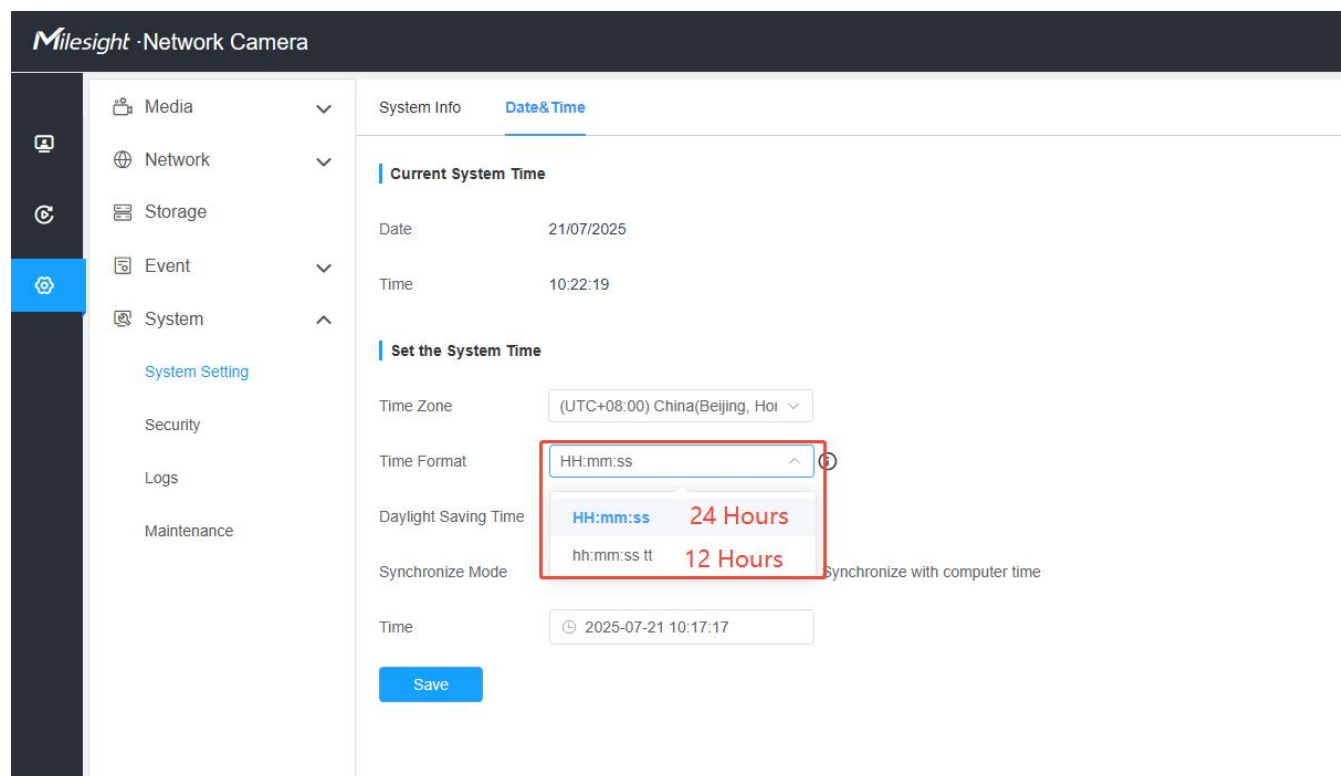 Milesight · Network Camera
Media
Network
Storage
Event
System
System Setting
Security
Logs
Maintenance
System Info Date&Time
Current System Time
Date 21/07/2025
Time 10:22:19
Set the System Time
Time Zone (UTC+08:00) China(Beijing, Hor
Time Format HH:mm:ss
Daylight Saving Time HH:mm:ss 24 Hours
hh:mm:ss tt 12 Hours
Synchronize Mode Synchronize with computer time
Time 2025-07-21 10:17:17
Save